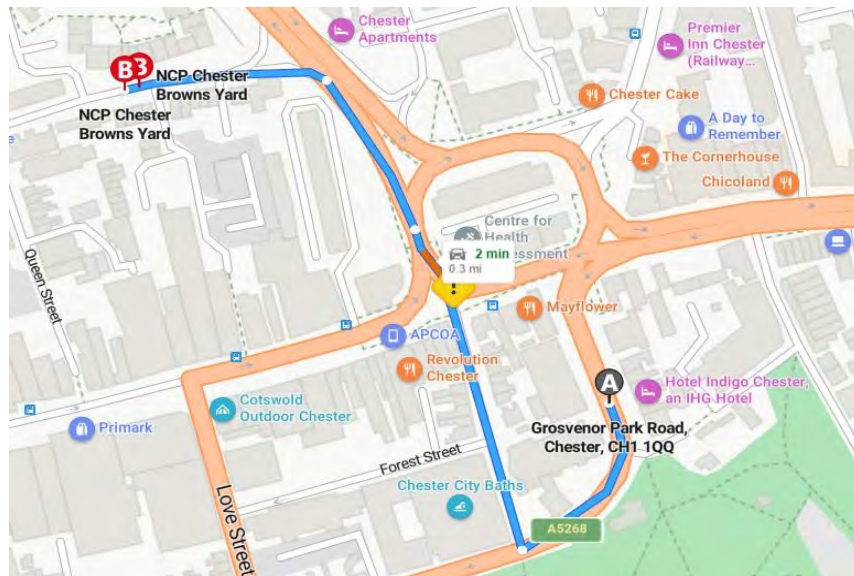 Chester
Apartments
Premier
Inn Chester
(Railway...
B
3
NCP Chester
Browns Yard
NCP Chester
Browns Yard
Chester Cake
A Day to
Remember
The Cornerhouse
Chicoland
Queen Street
Centre for
Health
2 min
0.3 mi
!
Mayflower
APCOA
Revolution
Chester
A
Hotel Indigo Chester,
an IHG Hotel
Cotswold
Outdoor Chester
Primark
Grosvenor Park Road,
Chester, CH1 1QQ
Forest Street
Chester City Baths
Love Street
A5268